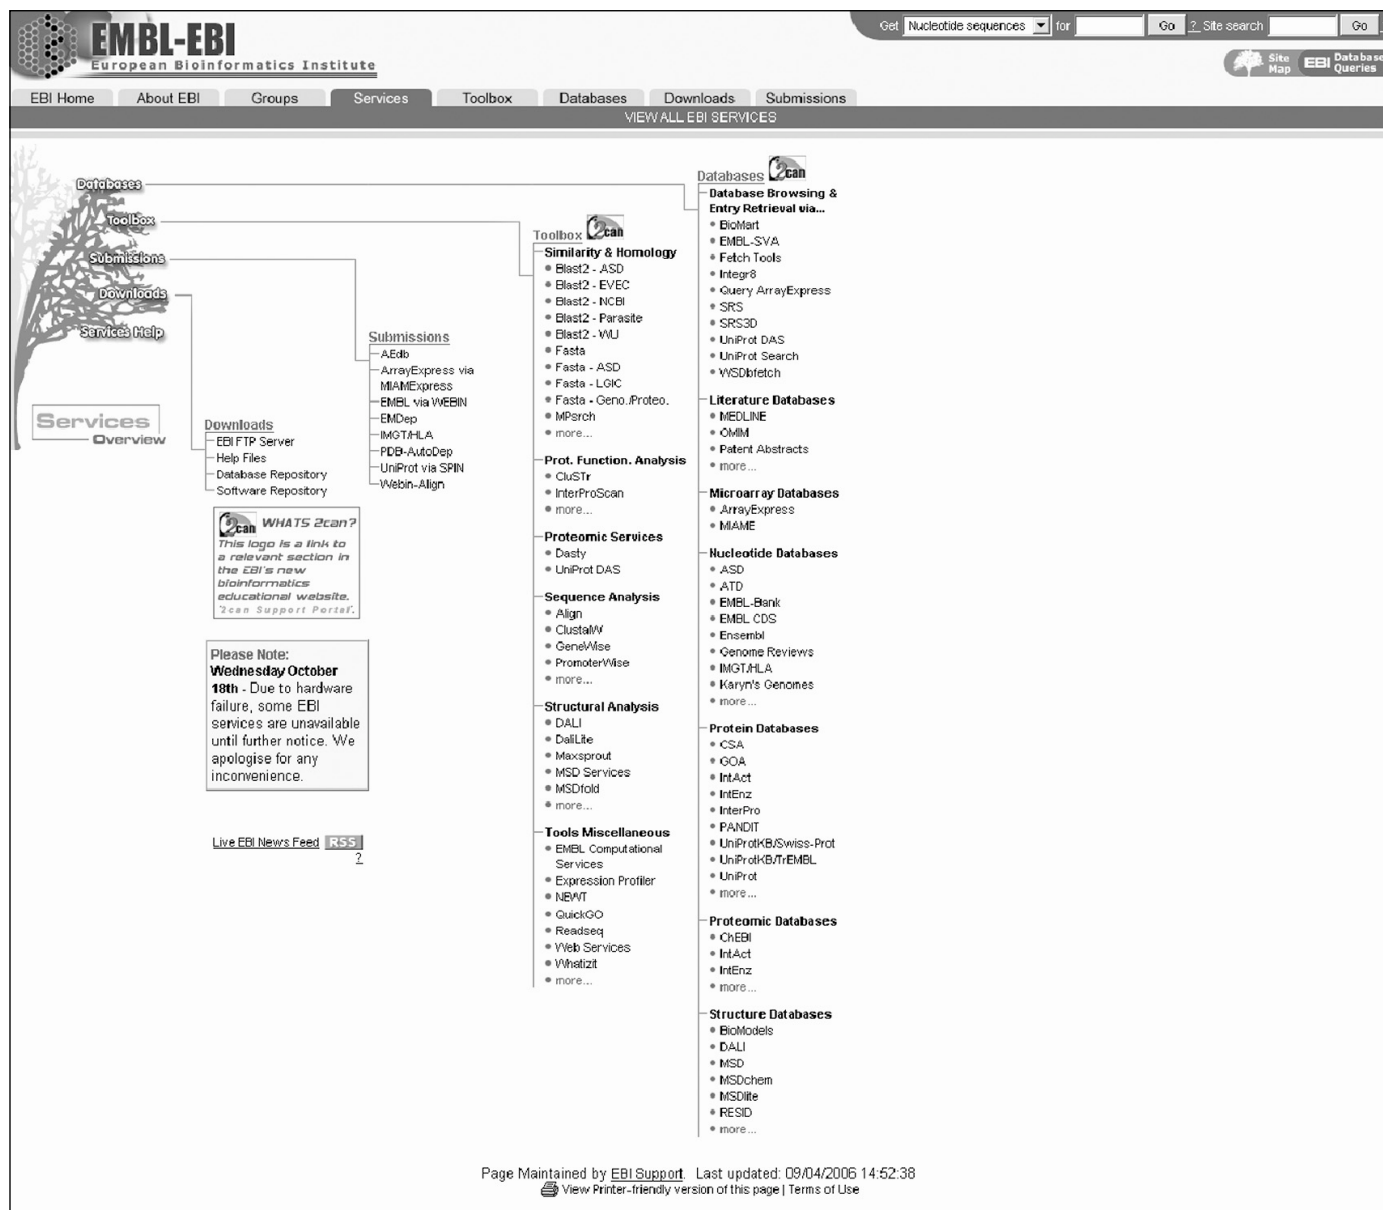 EMBL-EBI
European Bioinformatics Institute
Get Nucleotide sequences for Go ? Site search Go
Site Map
EBI Database Queries
EBI Home About EBI Groups Services Toolbox Databases Downloads Submissions
VIEW ALL EBI SERVICES
Databases
Toolbox
Submissions
Downloads
Services Help
Services
Overview
Downloads
EBI FTP Server
Help Files
Database Repository
Software Repository
2can WHATS 2can?
This logo is a link to
a relevant section in
the EBI's new
bioinformatics
educational website.
'2can Support Portal'.
Please Note:
Wednesday October
18th - Due to hardware
failure, some EBI
services are unavailable
until further notice. We
apologise for any
inconvenience.
Live EBI News Feed RSS
?
Submissions
AEdb
ArrayExpress via
MIAMExpress
EMBL via WEBIN
EMDep
IMGT/HLA
PDB-AutoDep
UniProt via SPIN
Webin-Align
Toolbox 2can
Similarity & Homology
Blast2 - ASD
Blast2 - EVEC
Blast2 - NCBI
Blast2 - Parasite
Blast2 - WU
Fasta
Fasta - ASD
Fasta - LGIC
Fasta - Geno./Proteo.
MPsrch
more...
Prot. Function. Analysis
CluSTr
InterProScan
more...
Proteomic Services
Dasty
UniProt DAS
Sequence Analysis
Align
ClustalW
GeneWise
PromoterWise
more...
Structural Analysis
DALI
DaliLite
Maxsprout
MSD Services
MSDfold
more...
Tools Miscellaneous
EMBL Computational
Services
Expression Profiler
NEWT
QuickGO
Readseq
Web Services
Whatizit
more...
Databases 2can
Database Browsing &
Entry Retrieval via...
BioMart
EMBL-SVA
Fetch Tools
Integr8
Query ArrayExpress
SRS
SRS3D
UniProt DAS
UniProt Search
WSDbfetch
Literature Databases
MEDLINE
OMIM
Patent Abstracts
more...
Microarray Databases
ArrayExpress
MIAME
Nucleotide Databases
ASD
ATD
EMBL-Bank
EMBL CDS
Ensembl
Genome Reviews
IMGT/HLA
Karyn's Genomes
more...
Protein Databases
CSA
GOA
IntAct
IntEnz
InterPro
PANDIT
UniProtKB/Swiss-Prot
UniProtKB/TrEMBL
UniProt
more...
Proteomic Databases
ChEBI
IntAct
IntEnz
more...
Structure Databases
BioModels
DALI
MSD
MSDchem
MSDlite
RESID
more...
Page Maintained by EBI Support. Last updated: 09/04/2006 14:52:38
View Printer-friendly version of this page | Terms of Use